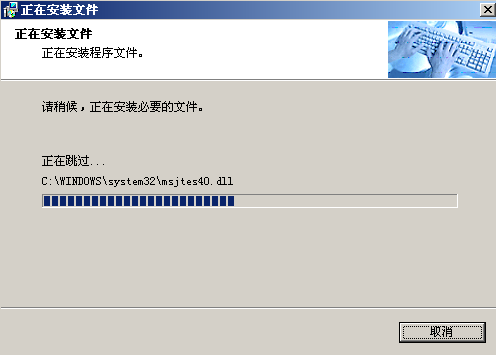 正在安装文件
正在安装文件
正在安装程序文件。
请稍候，正在安装必要的文件。
正在跳过...
C:\WINDOWS\system32\msjtes40.dll
取消